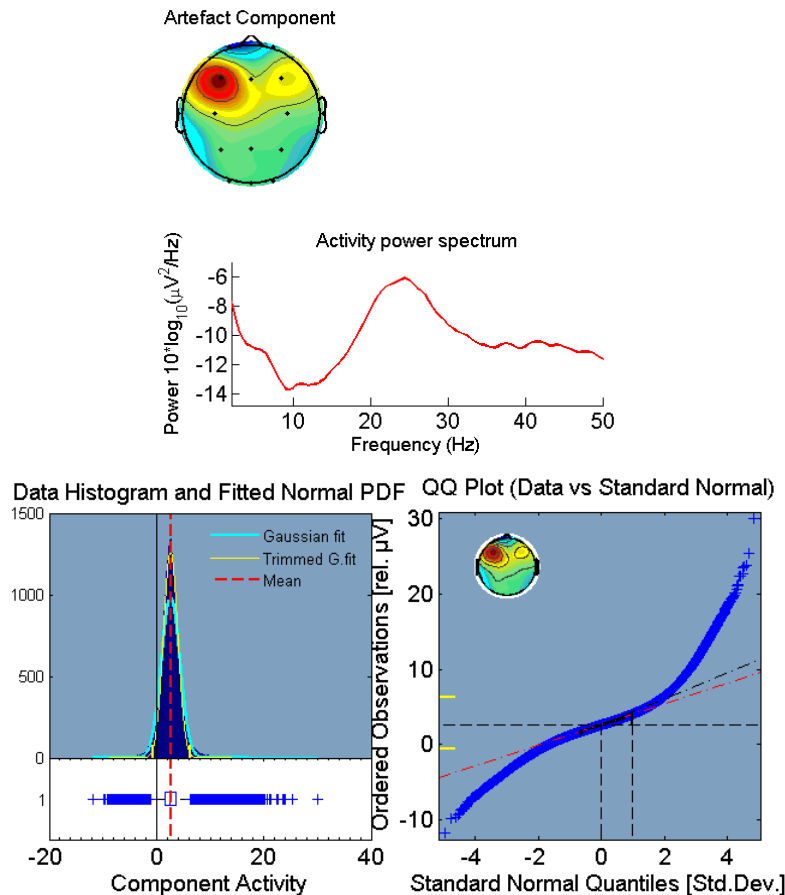 Artefact Component
Activity power spectrum
Power 10*log10(μV2/Hz)
-6
-8
-10
-12
-14
10 20 30 40 50
Frequency (Hz)
Data Histogram and Fitted Normal PDF
1500
1000
500
0
Gaussian fit
Trimmed G.fit
Mean
1
-20 0 20 40
Component Activity
QQ Plot (Data vs Standard Normal)
Ordered Observations [rel. μV]
30
20
10
0
-10
-4 -2 0 2 4
Standard Normal Quantiles [Std.Dev.]